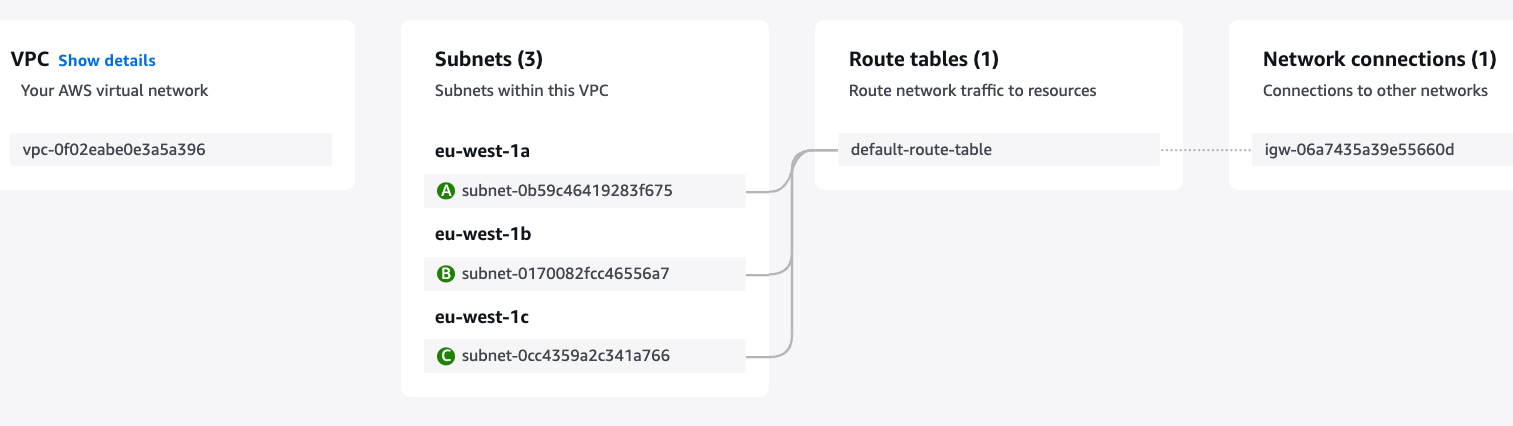 VPC Show details
Your AWS virtual network
vpc-0f02eabe0e3a5a396
Subnets (3)
Subnets within this VPC
eu-west-1a
A subnet-0b59c46419283f675
eu-west-1b
B subnet-0170082fcc46556a7
eu-west-1c
C subnet-0cc4359a2c341a766
Route tables (1)
Route network traffic to resources
default-route-table
Network connections (1)
Connections to other networks
igw-06a7435a39e55660d